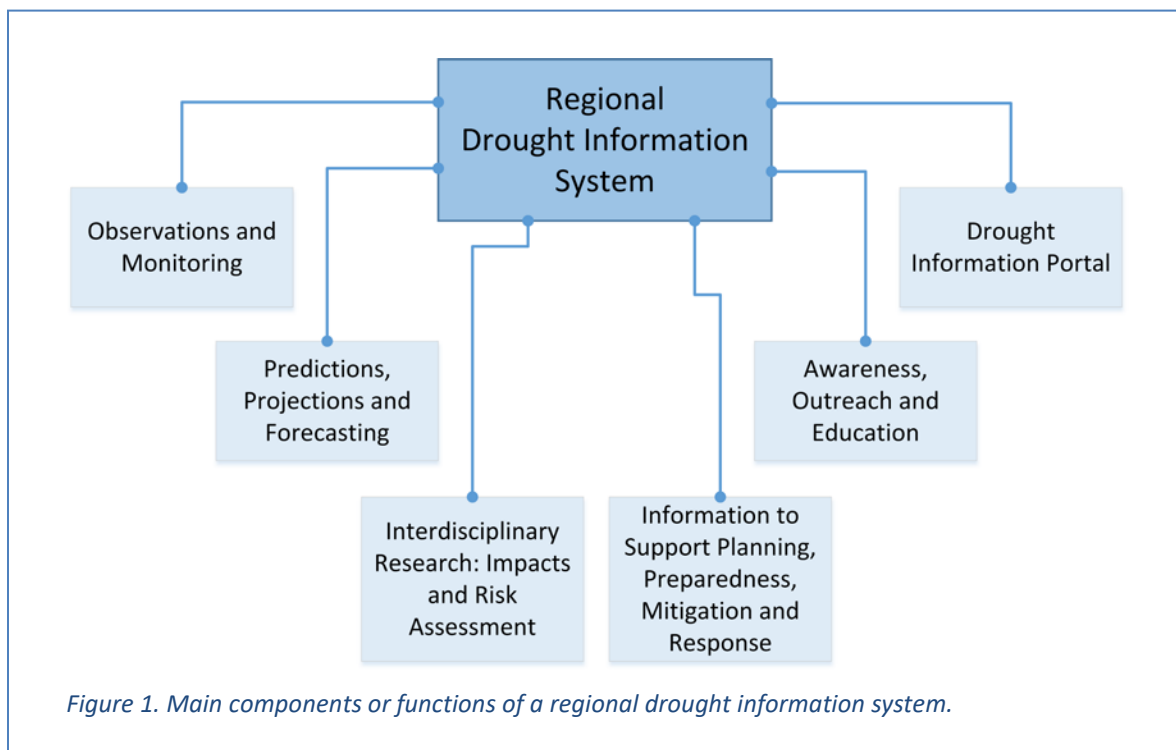 Regional
Drought Information
System
Observations and
Monitoring
Drought
Information Portal
Predictions,
Projections and
Forecasting
Awareness,
Outreach and
Education
Interdisciplinary
Research: Impacts
and Risk
Assessment
Information to
Support Planning,
Preparedness,
Mitigation and
Response
Figure 1. Main components or functions of a regional drought information system.